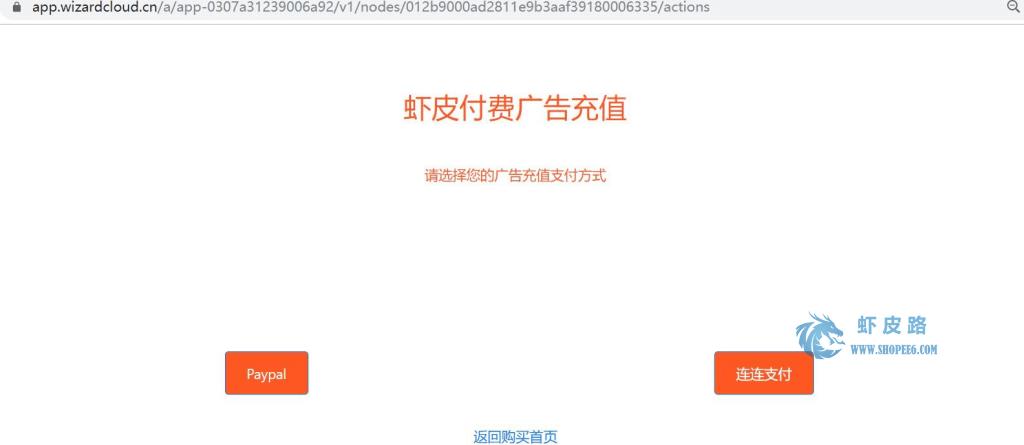 app.wizardcloud.cn/a/app-0307a31239006a92/v1/nodes/012b9000ad2811e9b3aaf39180006335/actions
虾皮付费广告充值
请选择您的广告充值支付方式
虾皮路
WWW.SHOPEE6.COM
Paypal
连连支付
返回购买首页